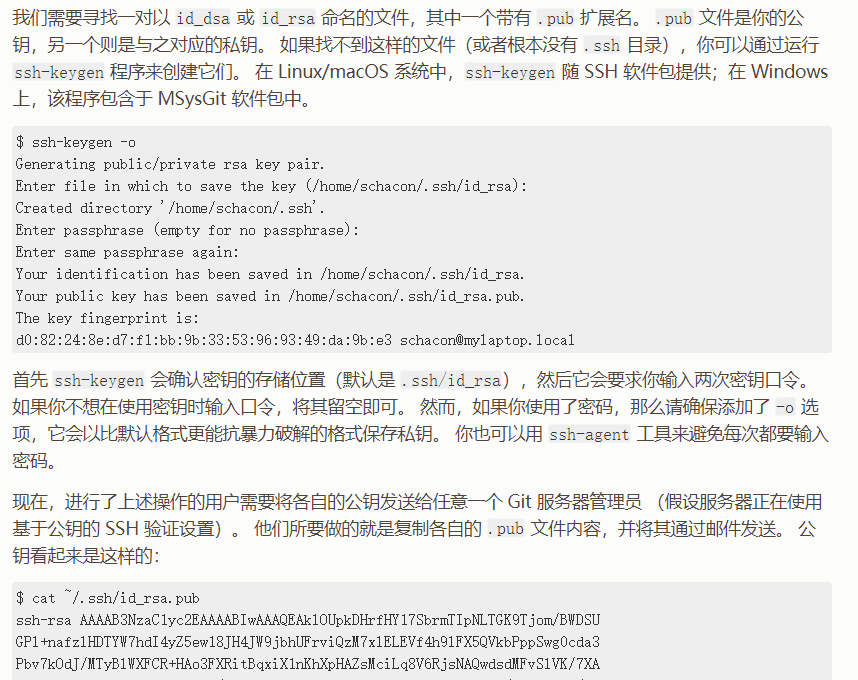 我们需要寻找一对以 id_dsa 或 id_rsa 命名的文件，其中一个带有 .pub 扩展名。 .pub 文件是你的公
钥，另一个则是与之对应的私钥。 如果找不到这样的文件（或者根本没有 .ssh 目录），你可以通过运行
ssh-keygen 程序来创建它们。 在 Linux/macOS 系统中，ssh-keygen 随 SSH 软件包提供；在 Windows
上，该程序包含于 MSysGit 软件包中。
$ ssh-keygen -o
Generating public/private rsa key pair.
Enter file in which to save the key (/home/schacon/.ssh/id_rsa):
Created directory '/home/schacon/.ssh'.
Enter passphrase (empty for no passphrase):
Enter same passphrase again:
Your identification has been saved in /home/schacon/.ssh/id_rsa.
Your public key has been saved in /home/schacon/.ssh/id_rsa.pub.
The key fingerprint is:
d0:82:24:8e:d7:f1:bb:9b:33:53:96:93:49:da:9b:e3 schacon@mylaptop.local
首先 ssh-keygen 会确认密钥的存储位置（默认是 .ssh/id_rsa），然后它会要求你输入两次密钥口令。
如果你不想在使用密钥时输入口令，将其留空即可。 然而，如果你使用了密码，那么请确保添加了 -o 选
项，它会以比默认格式更能抗暴力破解的格式保存私钥。 你也可以用 ssh-agent 工具来避免每次都要输入
密码。
现在，进行了上述操作的用户需要将各自的公钥发送给任意一个 Git 服务器管理员 （假设服务器正在使用
基于公钥的 SSH 验证设置）。 他们所要做的就是复制各自的 .pub 文件内容，并将其通过邮件发送。 公
钥看起来是这样的：
$ cat ~/.ssh/id_rsa.pub
ssh-rsa AAAAB3NzaC1yc2EAAAABIwAAAQEAklOUpkDHrfHY17SbrmTIpNLTGK9Tjom/BWDSU
GPl+nafzlHDTYW7hdI4yZ5ew18JH4JW9jbhUFrviQzM7xlELEVf4h9lFX5QVkbPppSwg0cda3
Pbv7kOdJ/MTyBlWXFCR+HAo3FXRitBqxiX1nKhXpHAZsMciLq8V6RjsNAQwdsdMFvSlVK/7XA